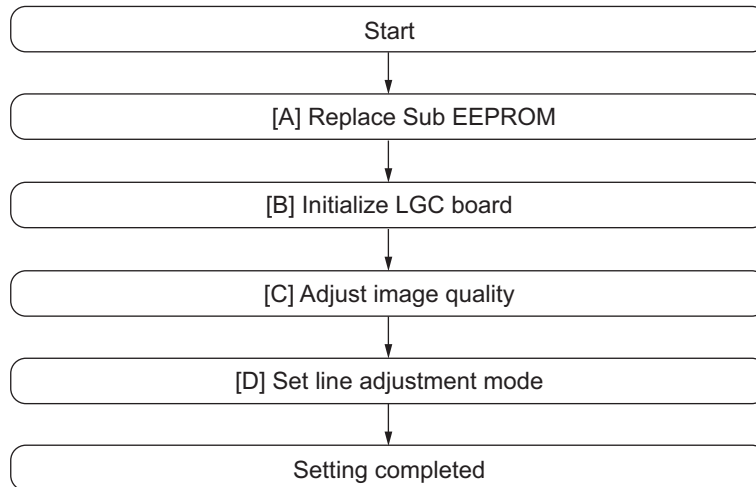 Start
[A] Replace Sub EEPROM
[B] Initialize LGC board
[C] Adjust image quality
[D] Set line adjustment mode
Setting completed